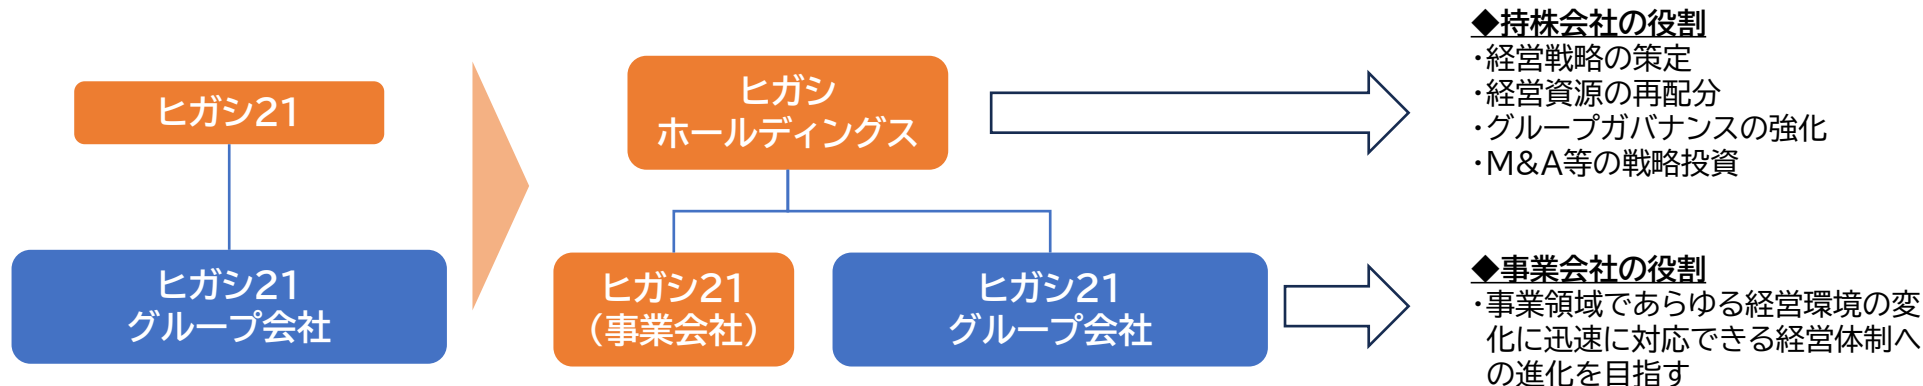 ヒガシ21
ヒガシ21
グループ会社
ヒガシ
ホールディングス
ヒガシ21
（事業会社）
ヒガシ21
グループ会社
◆持株会社の役割
・経営戦略の策定
・経営資源の再配分
・グループガバナンスの強化
・M&A等の戦略投資
◆事業会社の役割
・事業領域であらゆる経営環境の変
化に迅速に対応できる経営体制へ
の進化を目指す